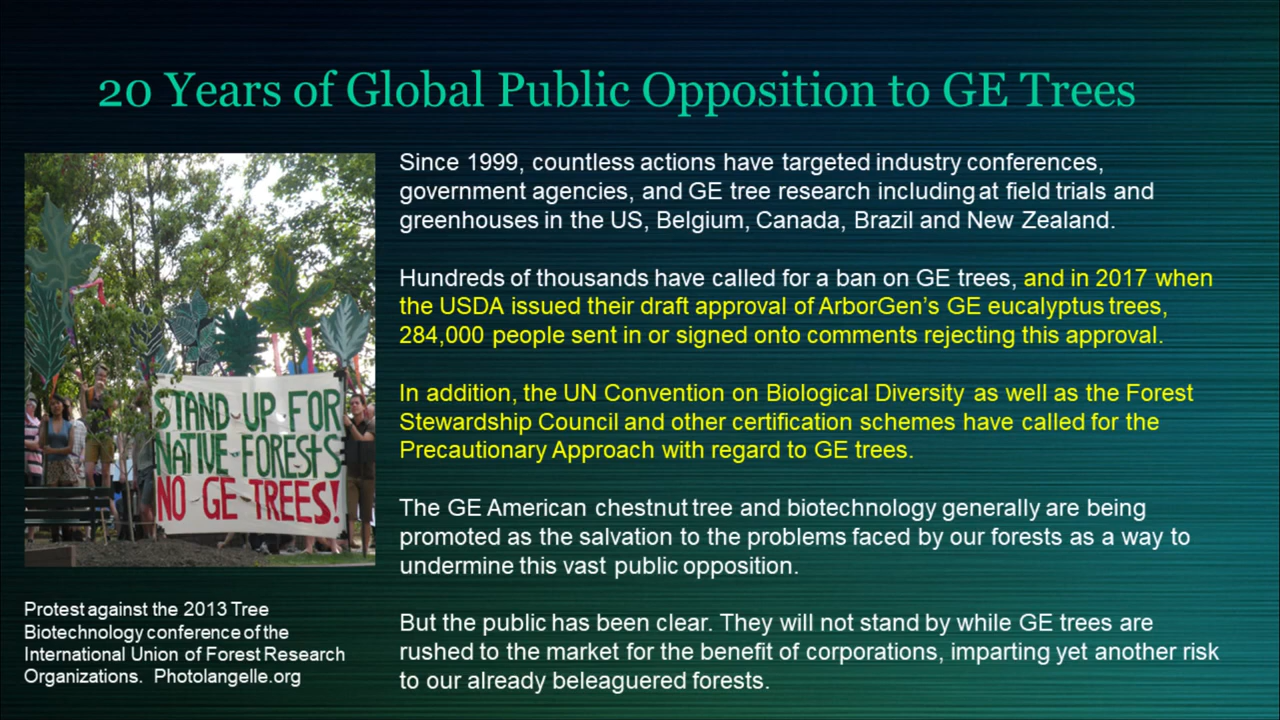 20 Years of Global Public Opposition to GE Trees
STAND UP FOR
NATIVE FORESTS
NO GE TREES!
Protest against the 2013 Tree
Biotechnology conference of the
International Union of Forest Research
Organizations. Photolangelle.org
Since 1999, countless actions have targeted industry conferences,
government agencies, and GE tree research including at field trials and
greenhouses in the US, Belgium, Canada, Brazil and New Zealand.
Hundreds of thousands have called for a ban on GE trees, and in 2017 when
the USDA issued their draft approval of ArborGen’s GE eucalyptus trees,
284,000 people sent in or signed onto comments rejecting this approval.
In addition, the UN Convention on Biological Diversity as well as the Forest
Stewardship Council and other certification schemes have called for the
Precautionary Approach with regard to GE trees.
The GE American chestnut tree and biotechnology generally are being
promoted as the salvation to the problems faced by our forests as a way to
undermine this vast public opposition.
But the public has been clear. They will not stand by while GE trees are
rushed to the market for the benefit of corporations, imparting yet another risk
to our already beleaguered forests.